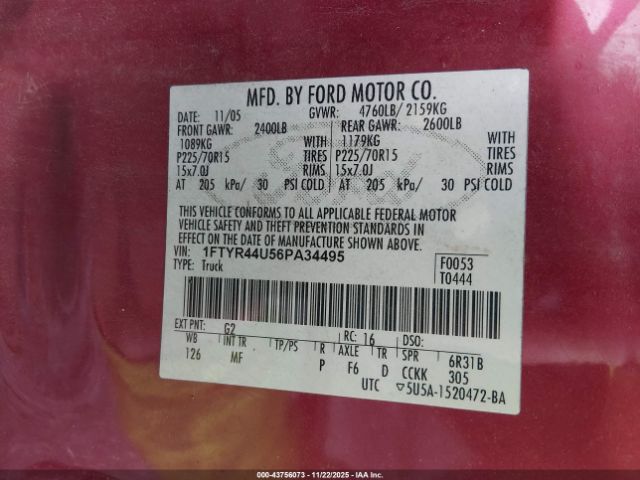 MFD. BY FORD MOTOR CO.
DATE: 11/05 GVWR: 4760LB/ 2159KG
FRONT GAWR: 2400LB REAR GAWR: 2600LB
1089KG WITH 1179KG WITH
P225/70R15 TIRES P225/70R15 TIRES
15x7.0J RIMS 15x7.0J RIMS
AT 205 kPa/ 30 PSI COLD AT 205 kPa/ 30 PSI COLD
THIS VEHICLE CONFORMS TO ALL APPLICABLE FEDERAL MOTOR
VEHICLE SAFETY AND THEFT PREVENTION STANDARDS IN
EFFECT ON THE DATE OF MANUFACTURE SHOWN ABOVE.
VIN: 1FTYR44U56PA34495 F0053
TYPE: Truck T0444
EXT PNT: G2 RC: 16 DSO:
WB INT TR TP/PS R AXLE TR SPR 6R31B
126 MF P F6 D CCKK 305
UTC 5U5A-1520472-BA
000-43756073 - 11/22/2025 - IAAI.COM